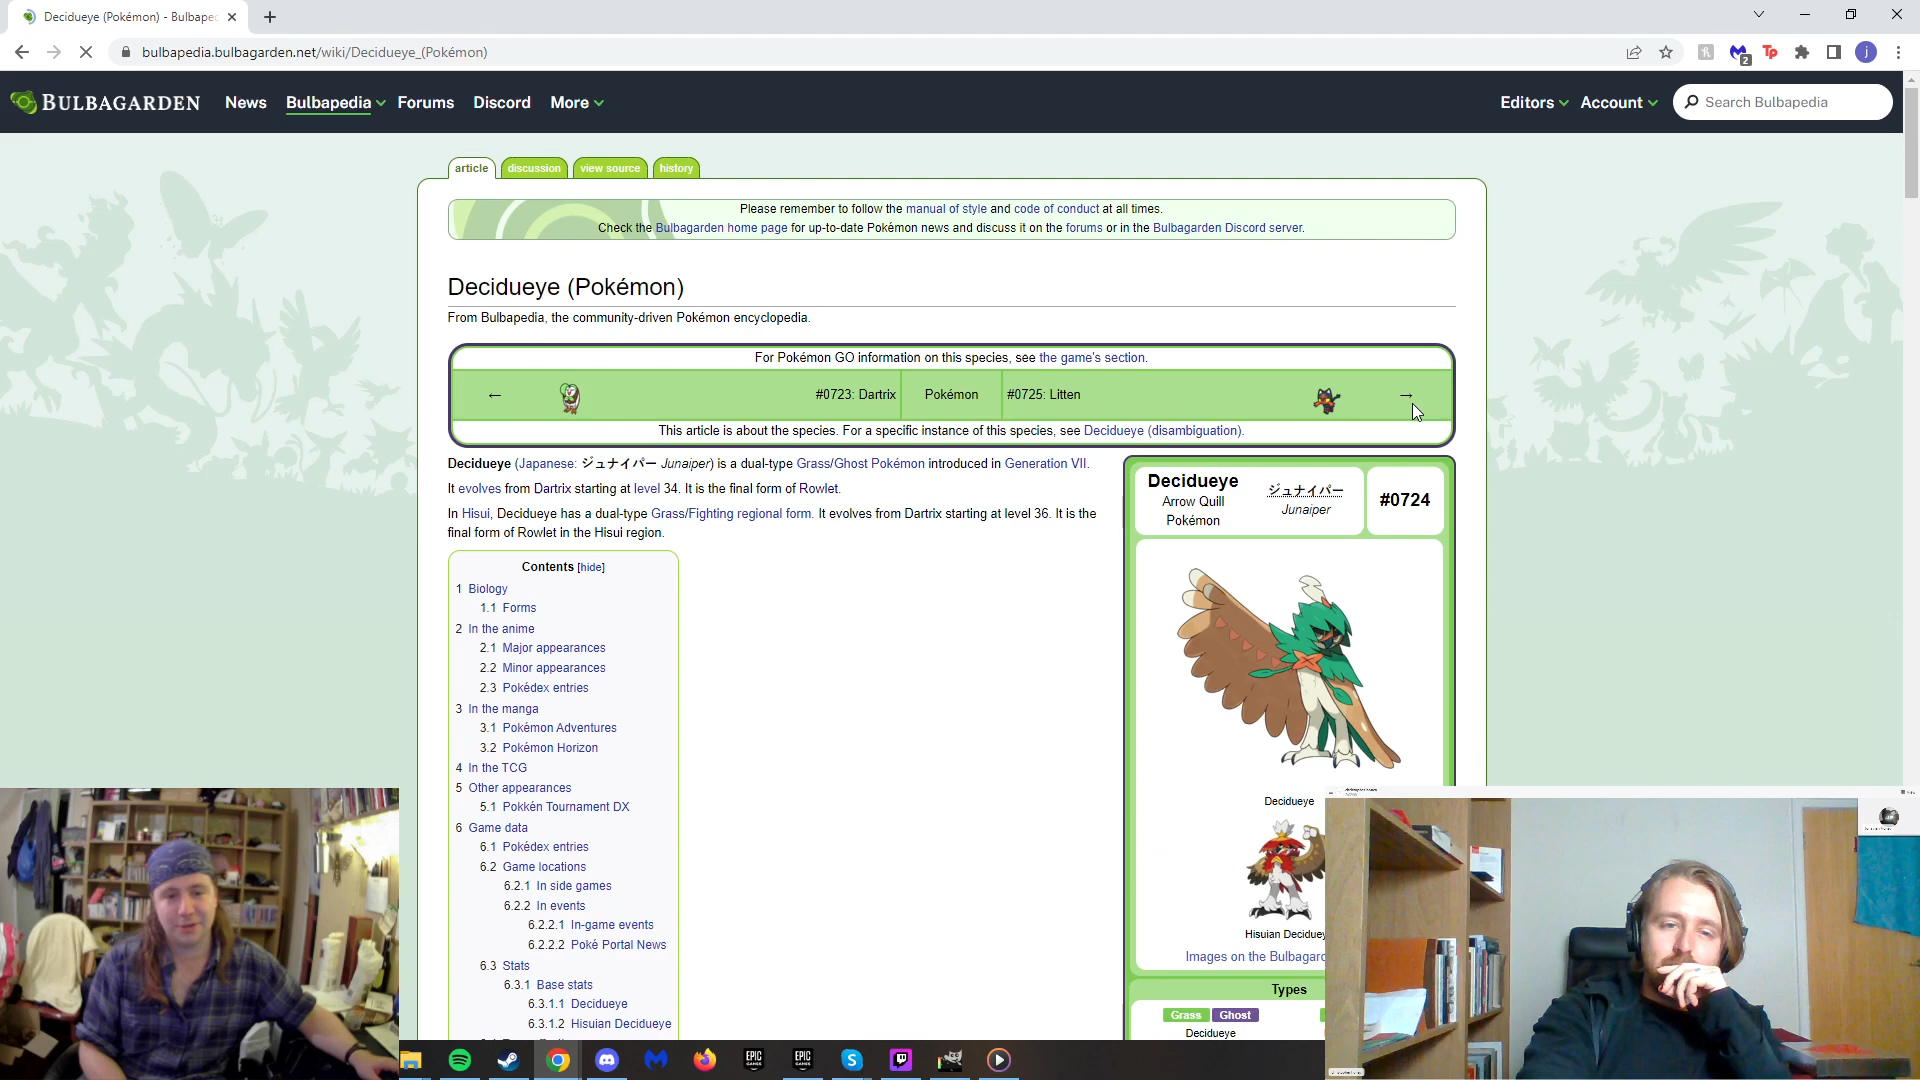 Decidueye (Pokémon) - Bulbaped
bulbapedia.bulbagarden.net/wiki/Decidueye_(Pokémon)
2
Tp
j
BULBAGARDEN
News
Bulbapedia
Forums
Discord
More
Editors
Account
Search Bulbapedia
article
discussion
view source
history
Please remember to follow the manual of style and code of conduct at all times.
Check the Bulbagarden home page for up-to-date Pokémon news and discuss it on the forums or in the Bulbagarden Discord server.
Decidueye (Pokémon)
From Bulbapedia, the community-driven Pokémon encyclopedia.
For Pokémon GO information on this species, see the game's section.
← #0723: Dartrix Pokémon #0725: Litten →
This article is about the species. For a specific instance of this species, see Decidueye (disambiguation).
Decidueye (Japanese: ジュナイパー Junaiper) is a dual-type Grass/Ghost Pokémon introduced in Generation VII.
It evolves from Dartrix starting at level 34. It is the final form of Rowlet.
In Hisui, Decidueye has a dual-type Grass/Fighting regional form. It evolves from Dartrix starting at level 36. It is the
final form of Rowlet in the Hisui region.
Contents [hide]
1 Biology
1.1 Forms
2 In the anime
2.1 Major appearances
2.2 Minor appearances
2.3 Pokédex entries
3 In the manga
3.1 Pokémon Adventures
3.2 Pokémon Horizon
4 In the TCG
5 Other appearances
5.1 Pokkén Tournament DX
6 Game data
6.1 Pokédex entries
6.2 Game locations
6.2.1 In side games
6.2.2 In events
6.2.2.1 In-game events
6.2.2.2 Poké Portal News
6.3 Stats
6.3.1 Base stats
6.3.1.1 Decidueye
6.3.1.2 Hisuian Decidueye
Decidueye
Arrow Quill
Pokémon
ジュナイパー
Junaiper
#0724
Decidueye
Hisuian Deciduey
Images on the Bulbagard
Types
Grass Ghost
Decidueye
EPIC GAMES
EPIC GAMES